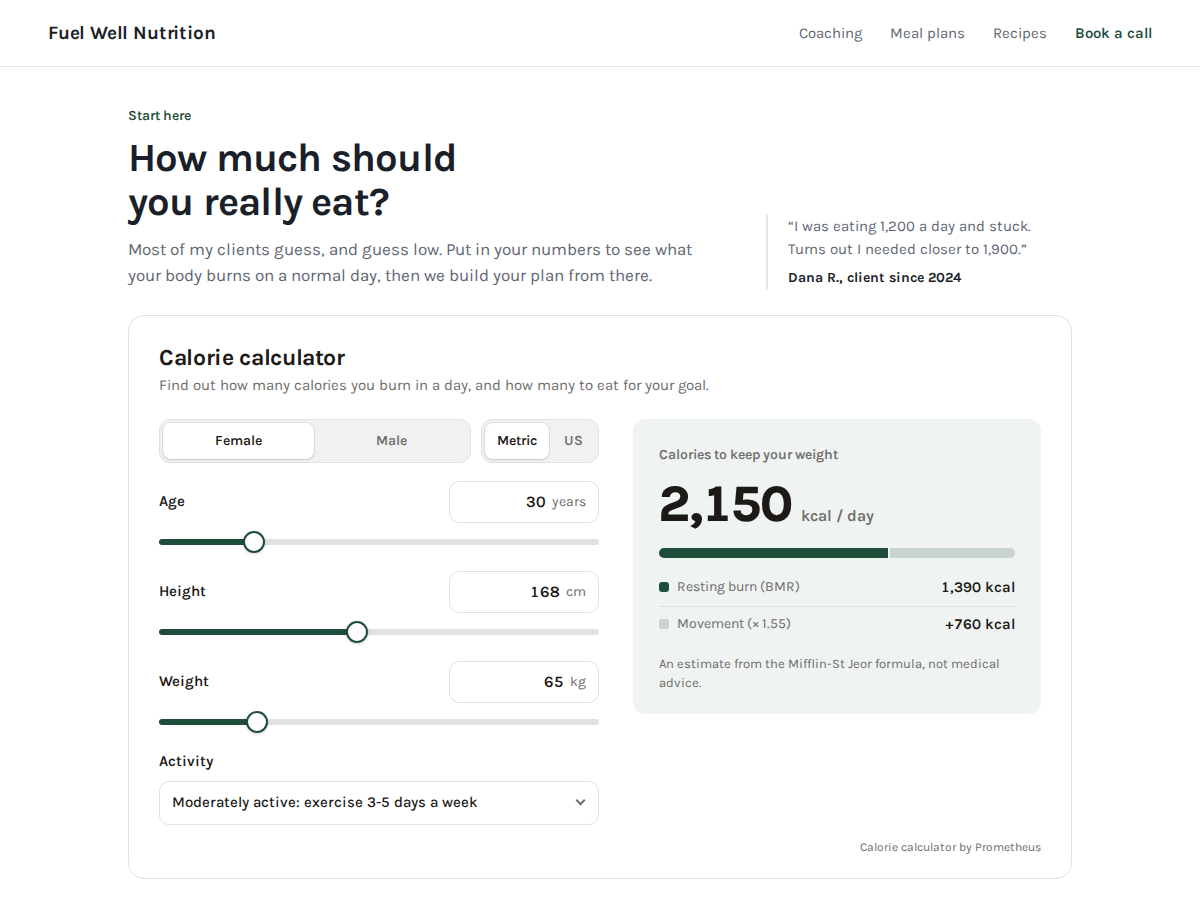 Fuel Well Nutrition
Coaching
Meal plans
Recipes
Book a call
Start here
How much should
you really eat?
Most of my clients guess, and guess low. Put in your numbers to see what
your body burns on a normal day, then we build your plan from there.
“I was eating 1,200 a day and stuck.
Turns out I needed closer to 1,900.”
Dana R., client since 2024
Calorie calculator
Find out how many calories you burn in a day, and how many to eat for your goal.
Female
Male
Metric
US
Age
30 years
Height
168 cm
Weight
65 kg
Activity
Moderately active: exercise 3-5 days a week
Calories to keep your weight
2,150 kcal / day
Resting burn (BMR) 1,390 kcal
Movement (× 1.55) +760 kcal
An estimate from the Mifflin-St Jeor formula, not medical
advice.
Calorie calculator by Prometheus